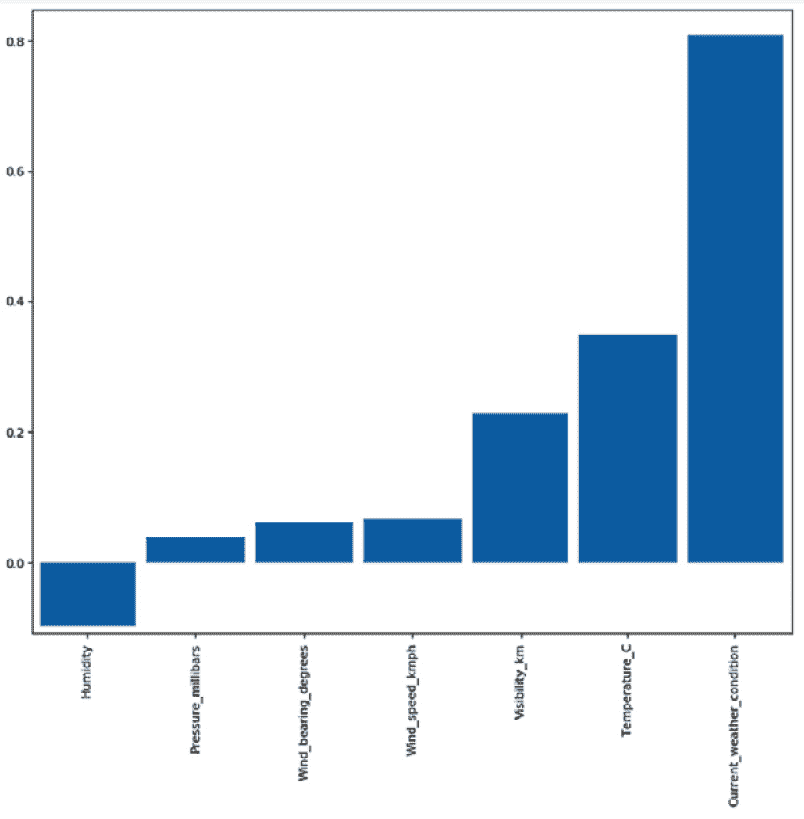 0.8
0.6
0.4
0.2
0.0
Humidity
Pressure_millibars
Wind_bearing_degrees
Wind_speed_kmph
Visibility_km
Temperature_C
Current_weather_condition